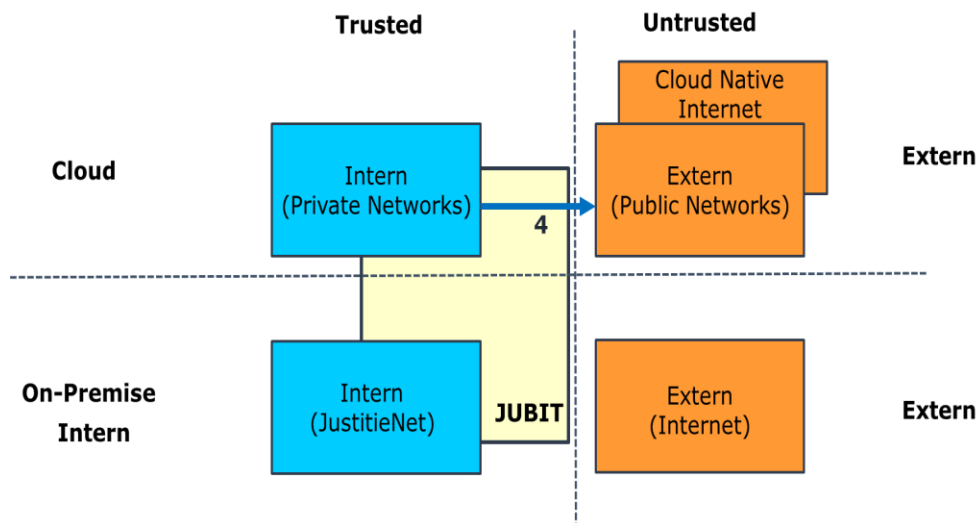 Trusted
Untrusted
Cloud
Intern
(Private Networks)
4
Cloud Native
Internet
Extern
(Public Networks)
Extern
On-Premise
Intern
Intern
(JustitieNet)
JUBIT
Extern
(Internet)
Extern